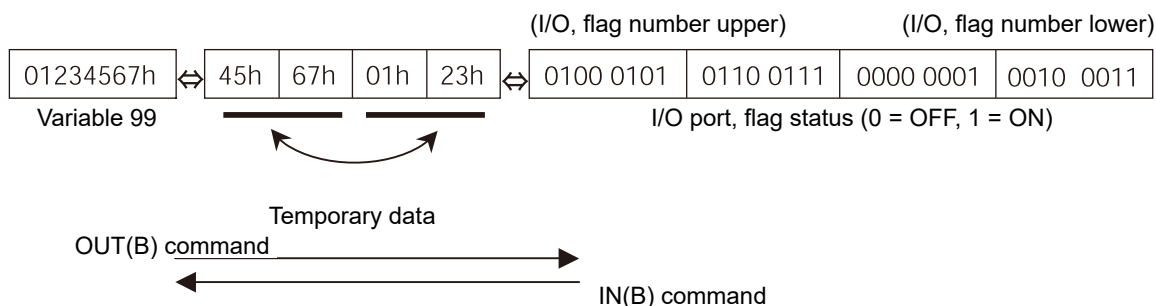 (I/O, flag number upper) (I/O, flag number lower)
01234567h ⇔ 45h 67h 01h 23h ⇔ 0100 0101 0110 0111 0000 0001 0010 0011
Variable 99 I/O port, flag status (0 = OFF, 1 = ON)
Temporary data
OUT(B) command
IN(B) command